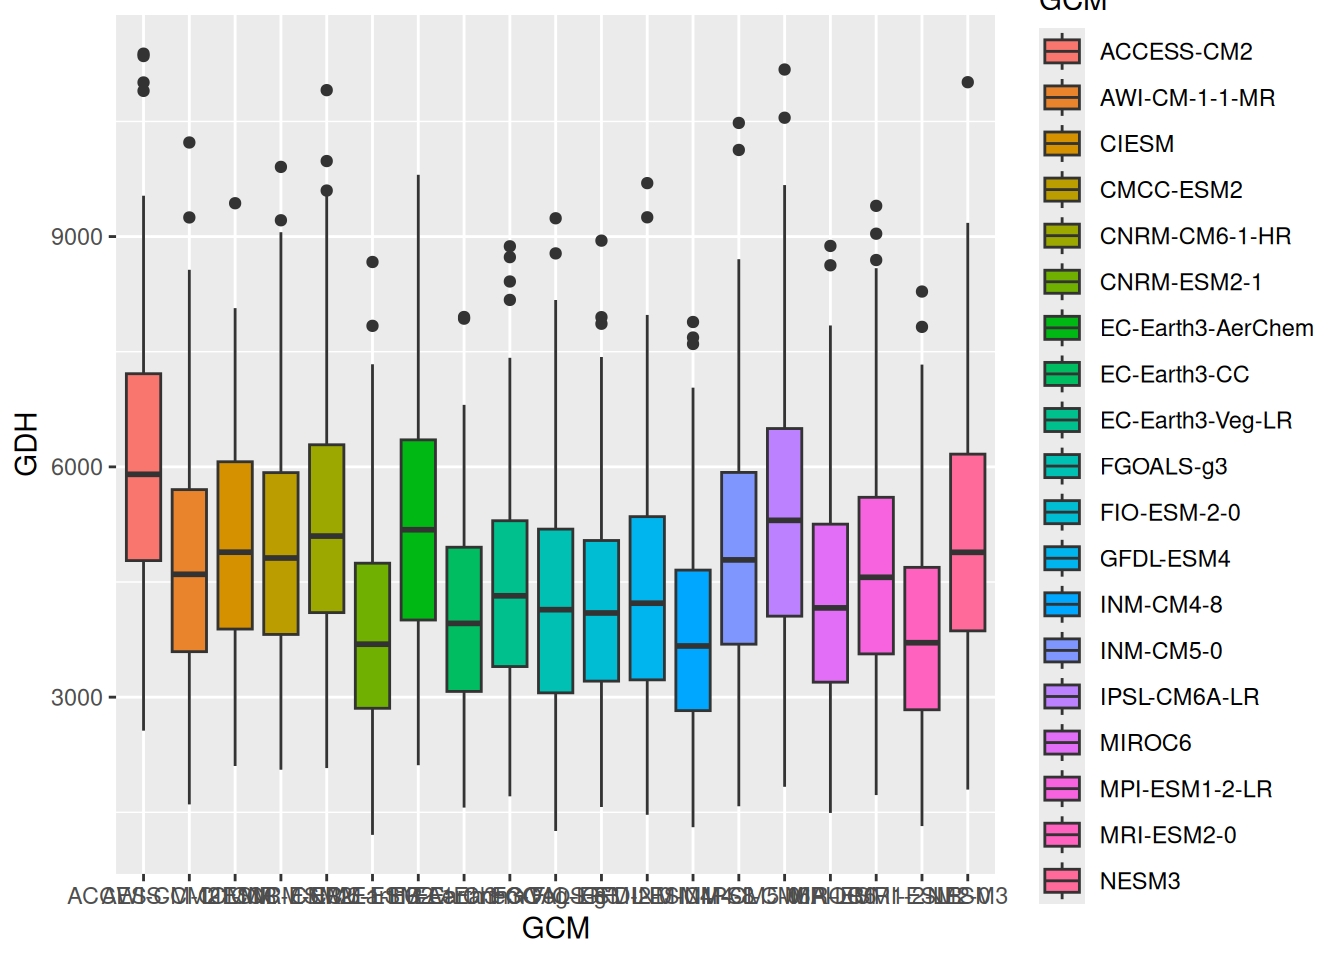 GCM
ACCESS-CM2
AWI-CM-1-1-MR
CIESM
CMCC-ESM2
CNRM-CM6-1-HR
CNRM-ESM2-1
EC-Earth3-AerChem
EC-Earth3-CC
EC-Earth3-Veg-LR
FGOALS-g3
FIO-ESM-2-0
GFDL-ESM4
INM-CM4-8
INM-CM5-0
IPSL-CM6A-LR
MIROC6
MPI-ESM1-2-LR
MRI-ESM2-0
NESM3
GDH
9000
6000
3000
GCM